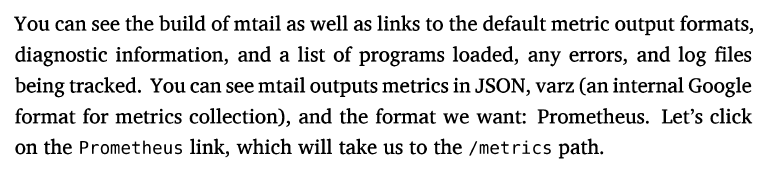 You can see the build of mtail as well as links to the default metric output formats,
diagnostic information, and a list of programs loaded, any errors, and log files
being tracked. You can see mtail outputs metrics in JSON, varz (an internal Google
format for metrics collection), and the format we want: Prometheus. Let’s click
on the Prometheus link, which will take us to the /metrics path.